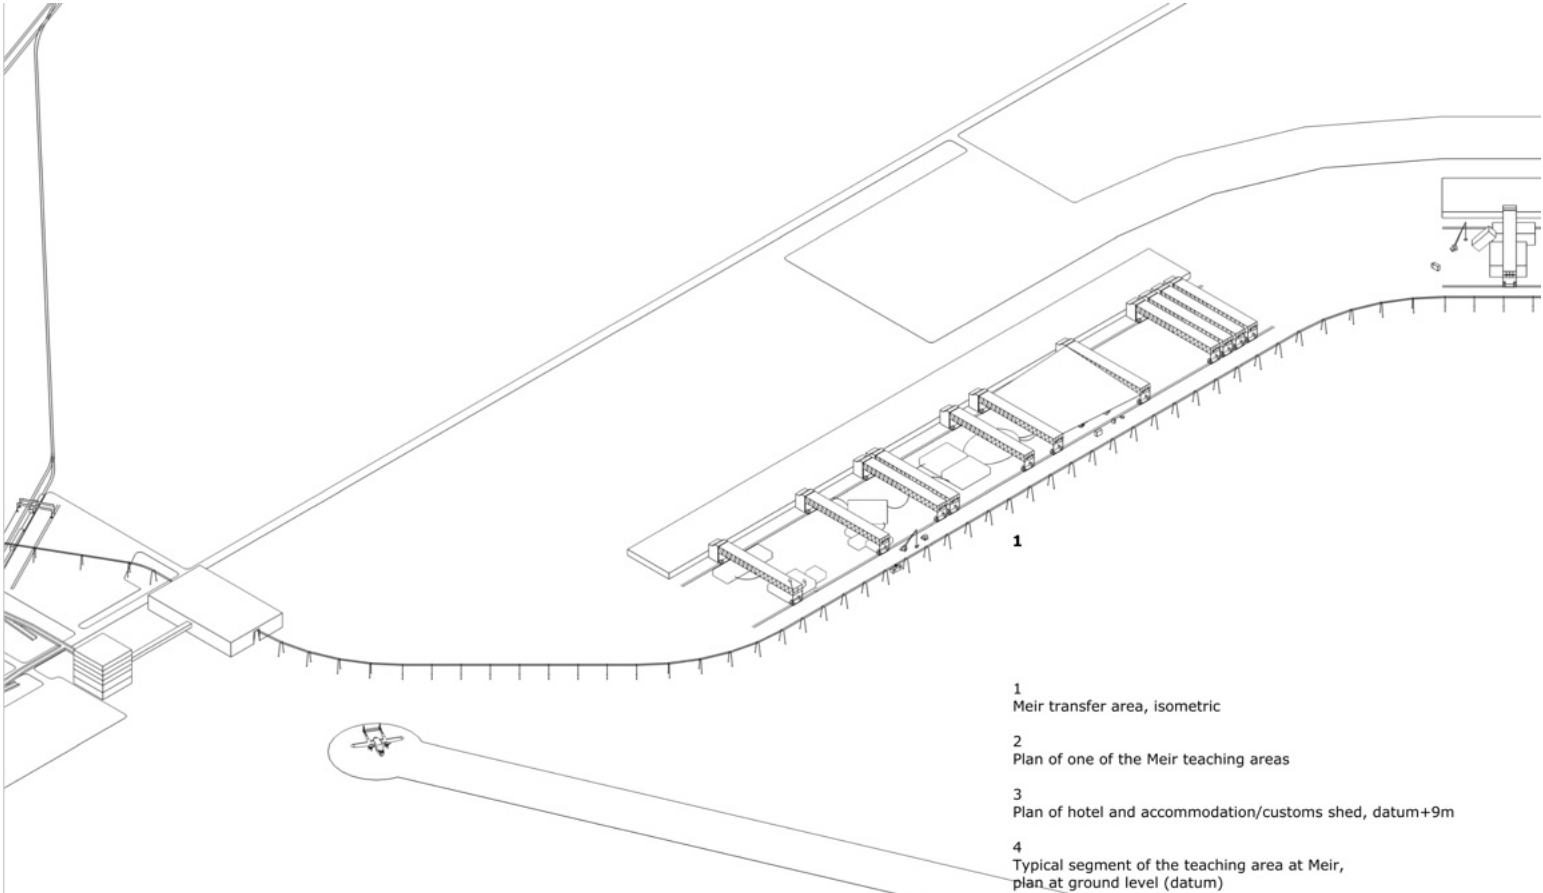 1
1
Meir transfer area, isometric
2
Plan of one of the Meir teaching areas
3
Plan of hotel and accommodation/customs shed, datum+9m
4
Typical segment of the teaching area at Meir,
plan at ground level (datum)